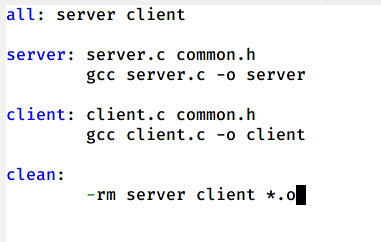 all: server client
server: server.c common.h
gcc server.c -o server
client: client.c common.h
gcc client.c -o client
clean:
-rm server client *.o